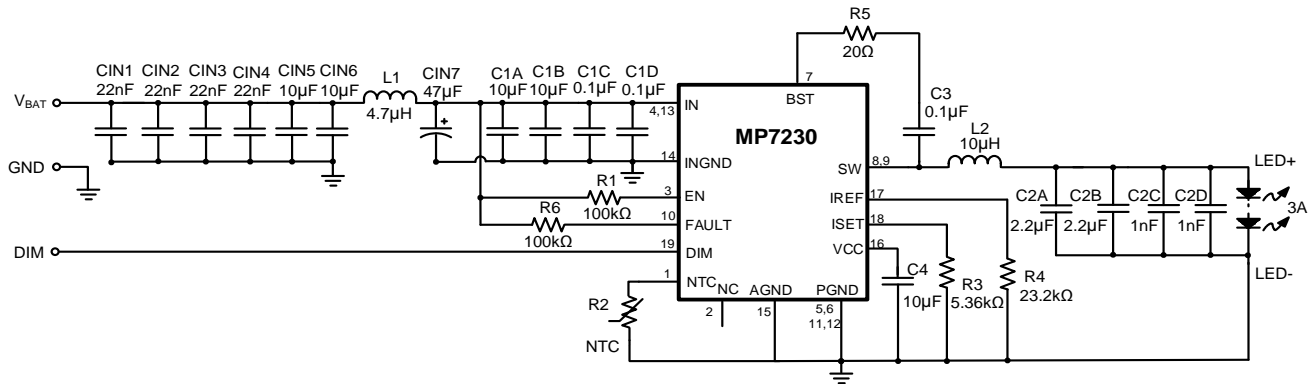 R5
20Ω
7
BST
C3
0.1µF
CIN1
22nF
CIN2
22nF
CIN3
22nF
CIN4
22nF
CIN5
10µF
CIN6
10µF
L1
4.7µH
CIN7
47µF
+
C1A
10µF
C1B
10µF
C1C
0.1µF
C1D
0.1µF
VBAT
GND
DIM
MP7230
4,13
IN
14
INGND
R1
100kΩ
3
EN
R6
100kΩ
10
FAULT
19
DIM
1
NTC
R2
NTC
NC
2
AGND
15
PGND
5,6
11,12
SW
8,9
L2
10µH
IREF
17
ISET
18
VCC
16
C4
10µF
R3
5.36kΩ
R4
23.2kΩ
C2A
2.2µF
C2B
2.2µF
C2C
1nF
C2D
1nF
LED+
3A
LED-